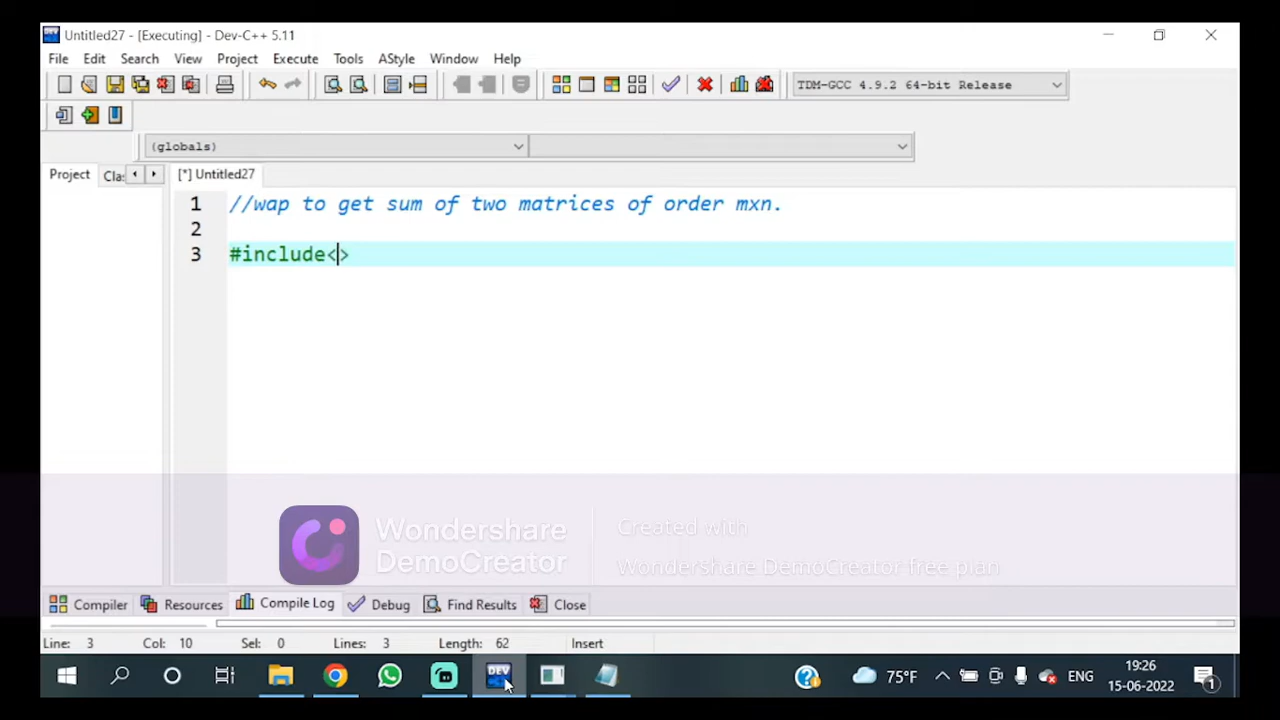 Untitled27 - [Executing] - Dev-C++ 5.11
File Edit Search View Project Execute Tools AStyle Window Help
TDM-GCC 4.9.2 64-bit Release
(globals)
Project Cla: [*] Untitled27
1 //wap to get sum of two matrices of order mxn.
2
3 #include<>
Wondershare
DemoCreator
Created with
Wondershare DemoCreator free plan
Compiler Resources Compile Log Debug Find Results Close
Line: 3 Col: 10 Sel: 0 Lines: 3 Length: 62 Insert
DEV 75°F ENG 19:26
15-06-2022 1